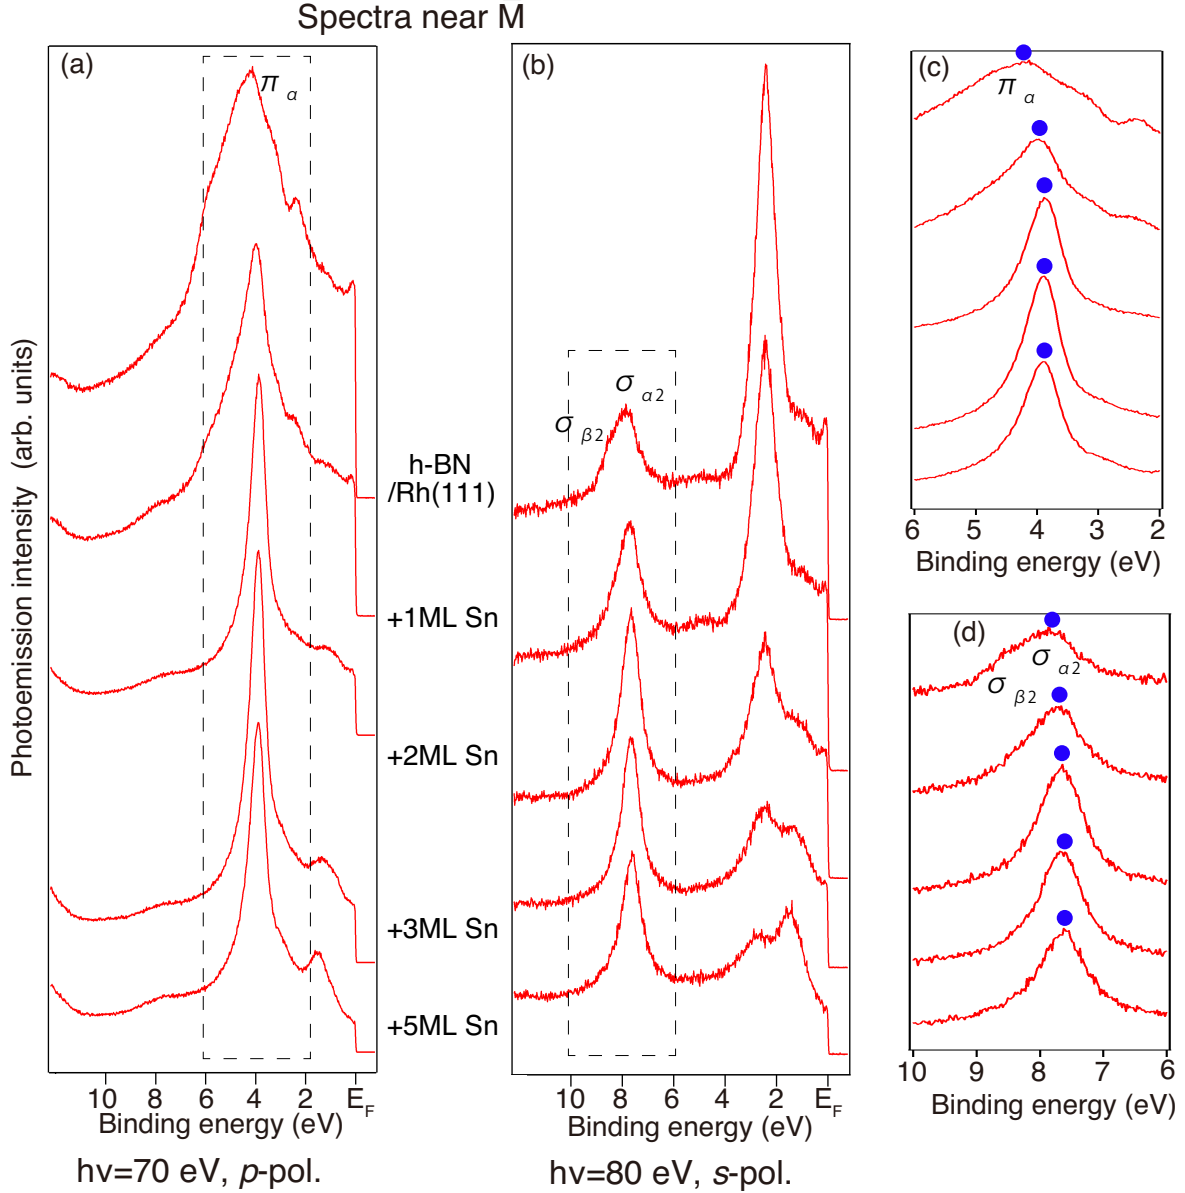 Spectra near M
(a)
π α
Photoemission intensity (arb. units)
10 8 6 4 2 E_F
Binding energy (eV)
hν=70 eV, p-pol.
h-BN
/Rh(111)
+1ML Sn
+2ML Sn
+3ML Sn
+5ML Sn
(b)
σ α2
σ β2
10 8 6 4 2 E_F
Binding energy (eV)
hν=80 eV, s-pol.
(c)
π α
6 5 4 3 2
Binding energy (eV)
(d)
σ α2
σ β2
10 9 8 7 6
Binding energy (eV)